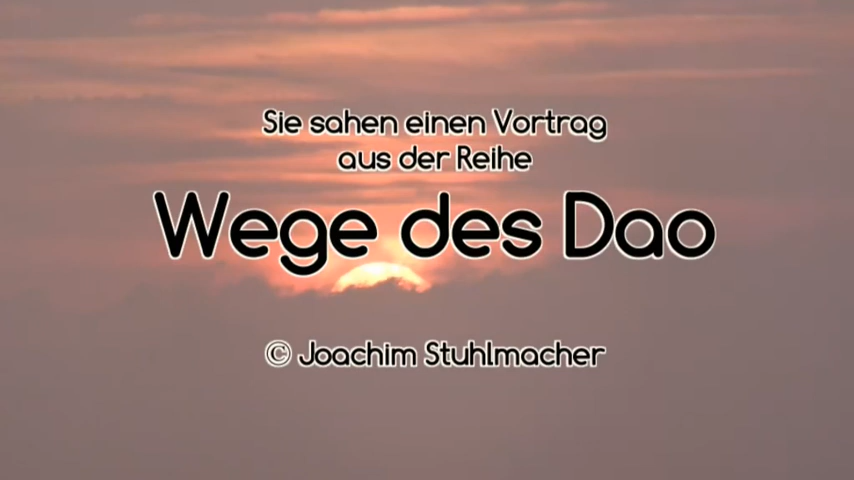 Sie sahen einen Vortrag
aus der Reihe
Wege des Dao
© Joachim Stuhlmacher